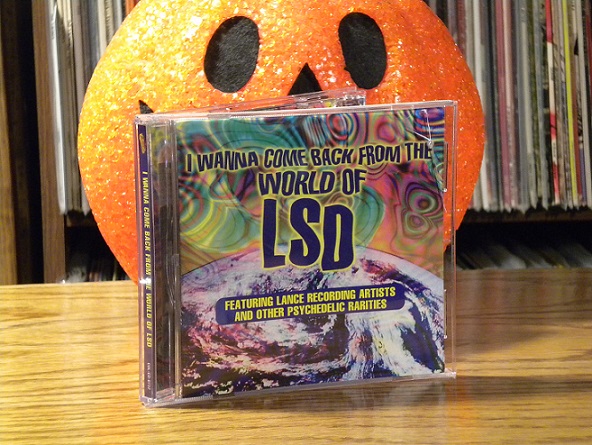 I WANNA COME BACK FROM THE
WORLD OF
LSD
FEATURING LANCE RECORDING ARTISTS
AND OTHER PSYCHEDELIC RARITIES
I WANNA COME BACK FROM THE WORLD OF LSD